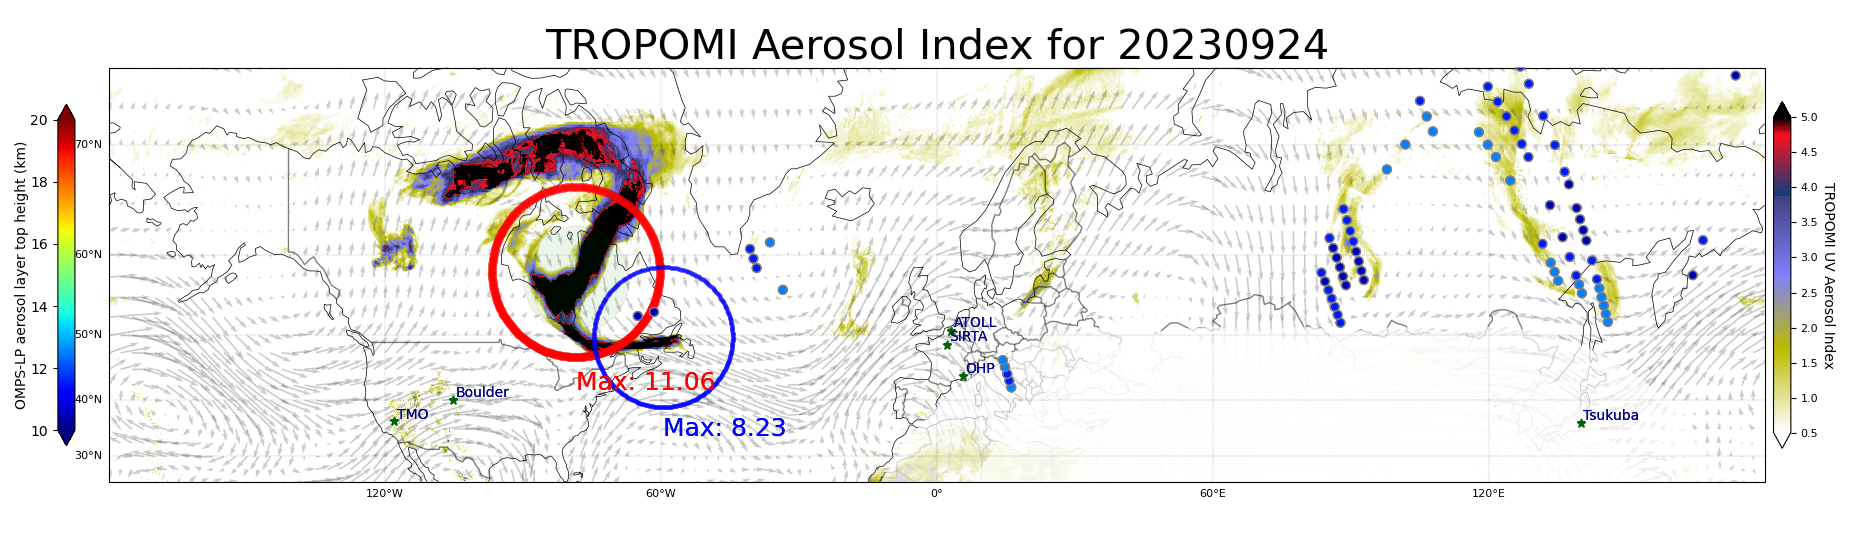 TROPOMI Aerosol Index for 20230924
OMPS-LP aerosol layer top height (km)
20
18
16
14
12
10
70°N
60°N
50°N
40°N
30°N
120°W
60°W
0°
60°E
120°E
ATOLL
SIRTA
OHP
Boulder
TMO
Tsukuba
Max: 11.06
Max: 8.23
5.0
4.5
4.0
3.5
3.0
2.5
2.0
1.5
1.0
0.5
TROPOMI UV Aerosol Index